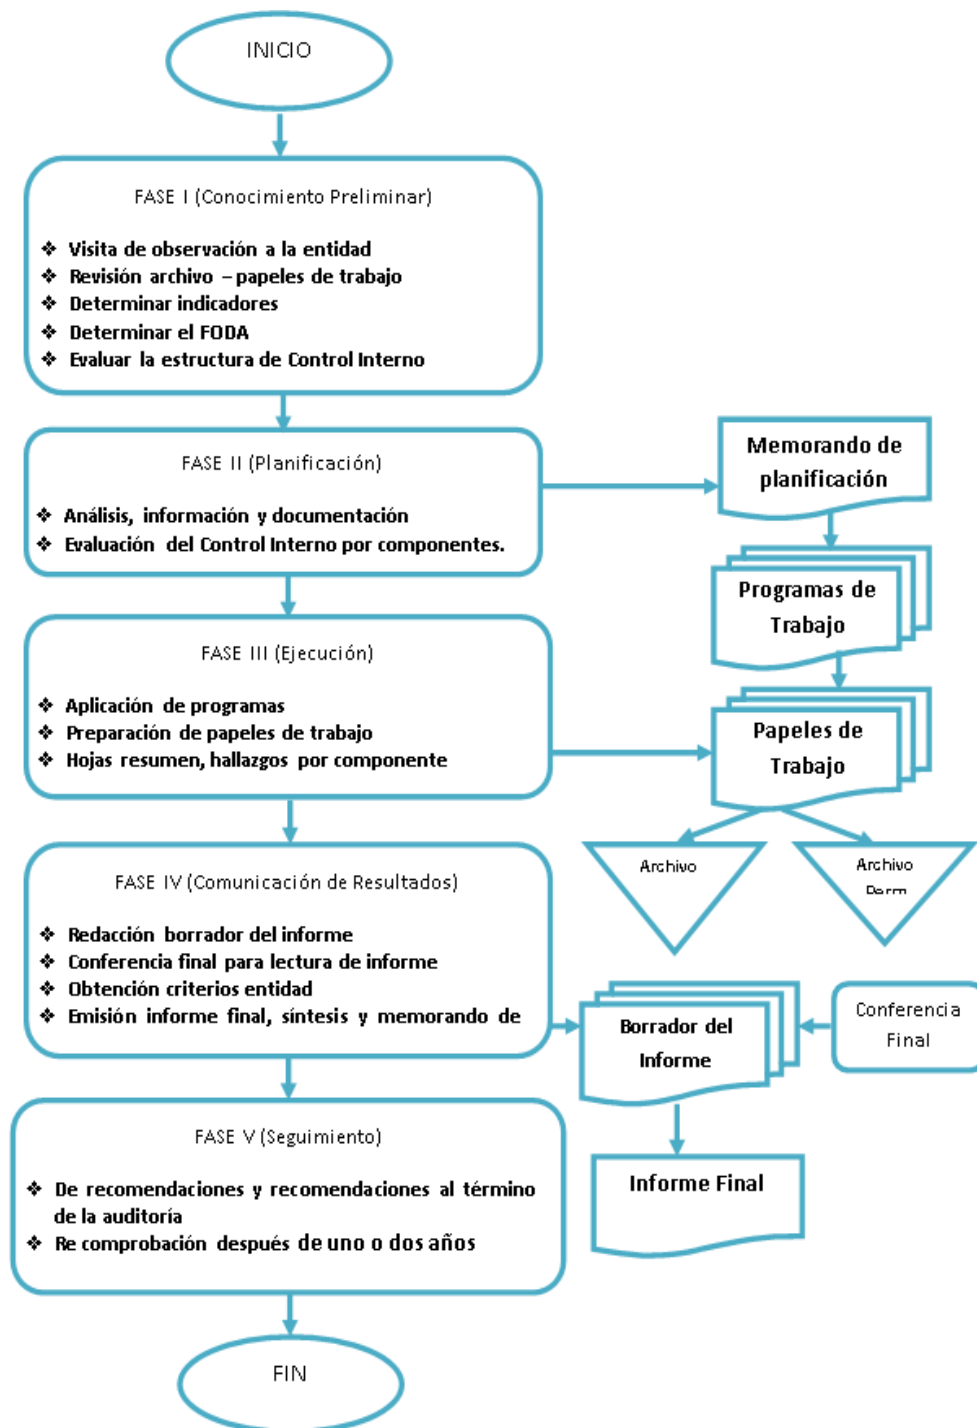 INICIO
FASE I (Conocimiento Preliminar)
❖ Visita de observación a la entidad
❖ Revisión archivo – papeles de trabajo
❖ Determinar indicadores
❖ Determinar el FODA
❖ Evaluar la estructura de Control Interno
FASE II (Planificación)
❖ Análisis, información y documentación
❖ Evaluación del Control Interno por componentes.
Memorando de
planificación
Programas de
Trabajo
FASE III (Ejecución)
❖ Aplicación de programas
❖ Preparación de papeles de trabajo
❖ Hojas resumen, hallazgos por componente
Papeles de
Trabajo
Archivo
Archivo
FASE IV (Comunicación de Resultados)
❖ Redacción borrador del informe
❖ Conferencia final para lectura de informe
❖ Obtención criterios entidad
❖ Emisión informe final, síntesis y memorando de
Borrador del
Informe
Conferencia
Final
Informe Final
FASE V (Seguimiento)
❖ De recomendaciones y recomendaciones al término
de la auditoría
❖ Re comprobación después de uno o dos años
FIN